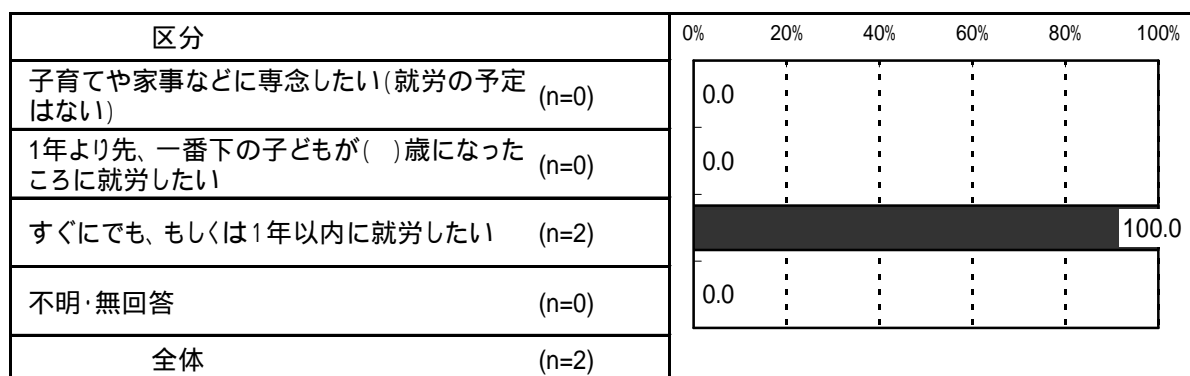 区分
0% 20% 40% 60% 80% 100%
子育てや家事などに専念したい(就労の予定
はない)
(n=0)
0.0
1年より先、一番下の子どもが( )歳になった
ころに就労したい
(n=0)
0.0
すぐにでも、もしくは1年以内に就労したい (n=2)
100.0
不明・無回答 (n=0)
0.0
全体 (n=2)